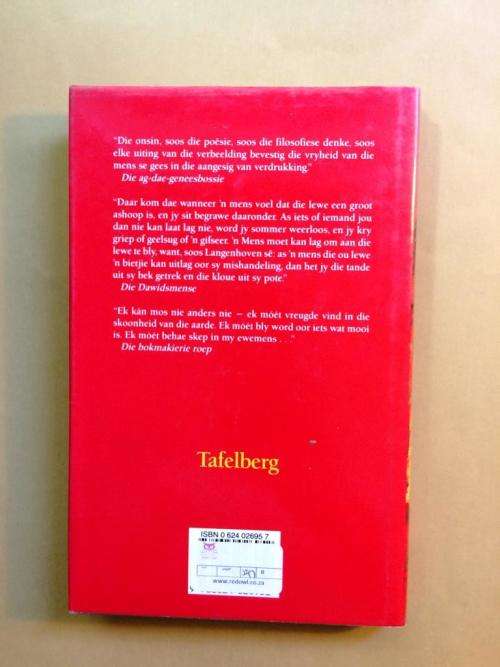 "Die onsin, soos die poësie, soos die filosofiese denke, soos
elke uiting van die verbeelding bevestig die vryheid van die
mens se gees in die aangesig van verdrukking."
Die ag-dae-geneesbossie
"Daar kom dae wanneer 'n mens voel dat die lewe een groot
ashoop is, en jy sit begrawe daaronder. As iets of iemand jou
dan nie kan laat lag nie, word jy sommer weerloos, en jy kry
griep of geelsug of 'n gifseer. 'n Mens moet kan lag om aan die
lewe te bly, want, soos Langenhoven sê: as 'n mens die ou lewe
'n bietjie kan uitlag oor sy mishandeling, dan het jy die tande
uit sy bek getrek en die kloue uit sy pote."
Die Dawidsmense
"Ek kán mos nie anders nie – ek móét vreugde vind in die
skoonheid van die aarde. Ek móét bly word oor iets wat mooi
is. Ek móét behae skep in my ewemens . . ."
Die bokmakierie roep
Tafelberg
ISBN 0 624 02695 7
www.redowl.co.za